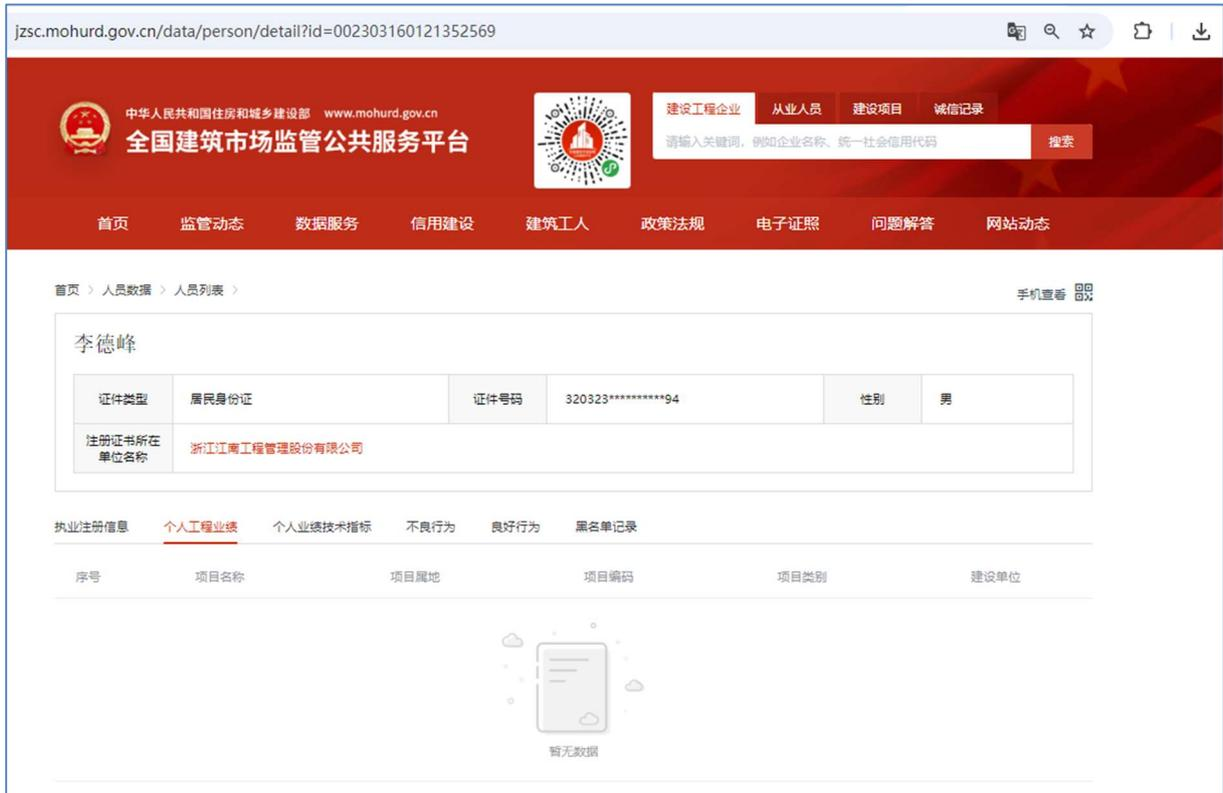 jzsc.mohurd.gov.cn/data/person/detail?id=002303160121352569
中华人民共和国住房和城乡建设部 www.mohurd.gov.cn
全国建筑市场监管公共服务平台
建设工程企业 从业人员 建设项目 诚信记录
请输入关键词，例如企业名称、统一社会信用代码 搜索
首页 监管动态 数据服务 信用建设 建筑工人 政策法规 电子证照 问题解答 网站动态
首页 > 人员数据 > 人员列表 >
手机查看
李德峰
证件类型 居民身份证 证件号码 320323**********94 性别 男
注册证书所在
单位名称
浙江江南工程管理股份有限公司
执业注册信息 个人工程业绩 个人业绩技术指标 不良行为 良好行为 黑名单记录
序号 项目名称 项目属地 项目编码 项目类别 建设单位
暂无数据